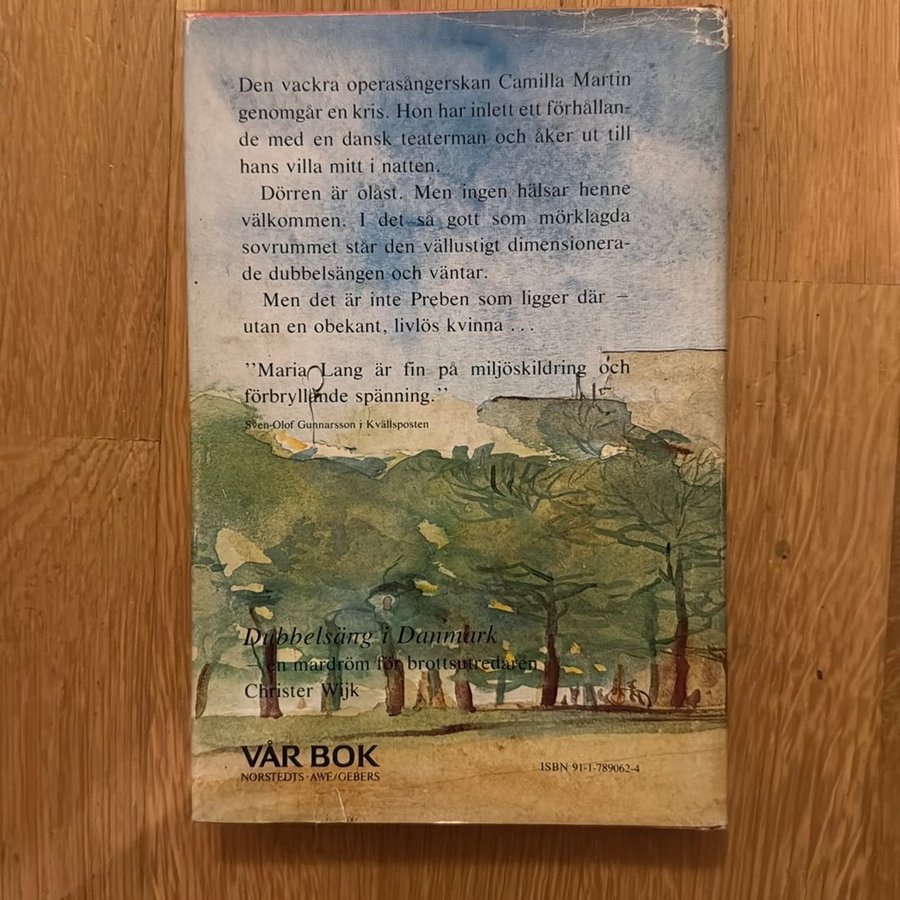 Den vackra operasångerskan Camilla Martin
genomgår en kris. Hon har inlett ett förhållan-
de med en dansk teaterman och åker ut till
hans villa mitt i natten.
Dörren är olåst. Men ingen hälsar henne
välkommen. I det så gott som mörklagda
sovrummet står den vällustigt dimensionera-
de dubbelsängen och väntar.
Men det är inte Preben som ligger där –
utan en obekant, livlös kvinna . . .
”Maria Lang är fin på miljöskildring och
förbryllande spänning.”
Sven-Olof Gunnarsson i Kvällsposten
Dubbelsäng i Danmark
– en mardröm för brottsutredaren
Christer Wijk
VÅR BOK
NORSTEDTS · AWE/GEBERS
ISBN 91-1-789062-4